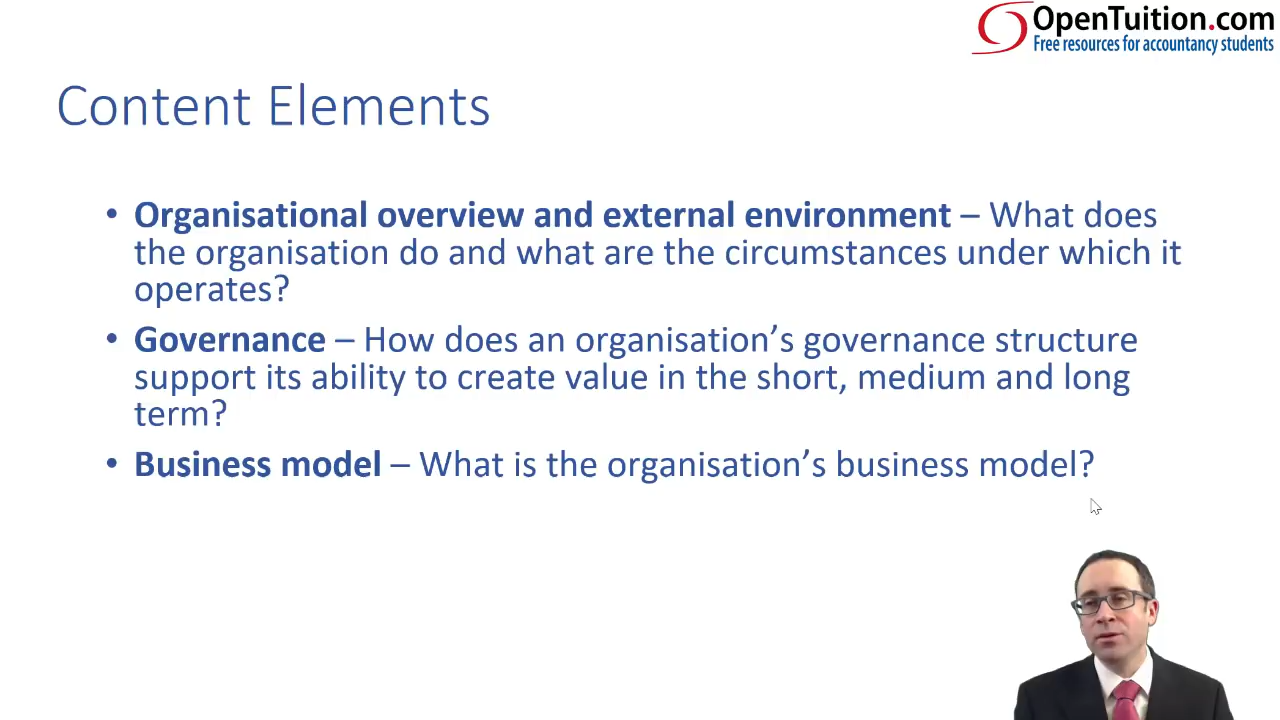 OpenTuition.com
Free resources for accountancy students
Content Elements
• Organisational overview and external environment – What does
the organisation do and what are the circumstances under which it
operates?
• Governance – How does an organisation’s governance structure
support its ability to create value in the short, medium and long
term?
• Business model – What is the organisation’s business model?